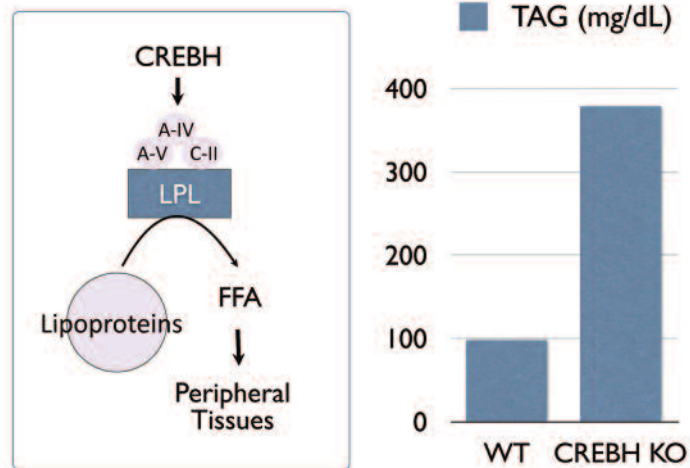 CREBH
A-IV
A-V C-II
LPL
Lipoproteins
FFA
Peripheral
Tissues
TAG (mg/dL)
400
300
200
100
0
WT CREBH KO